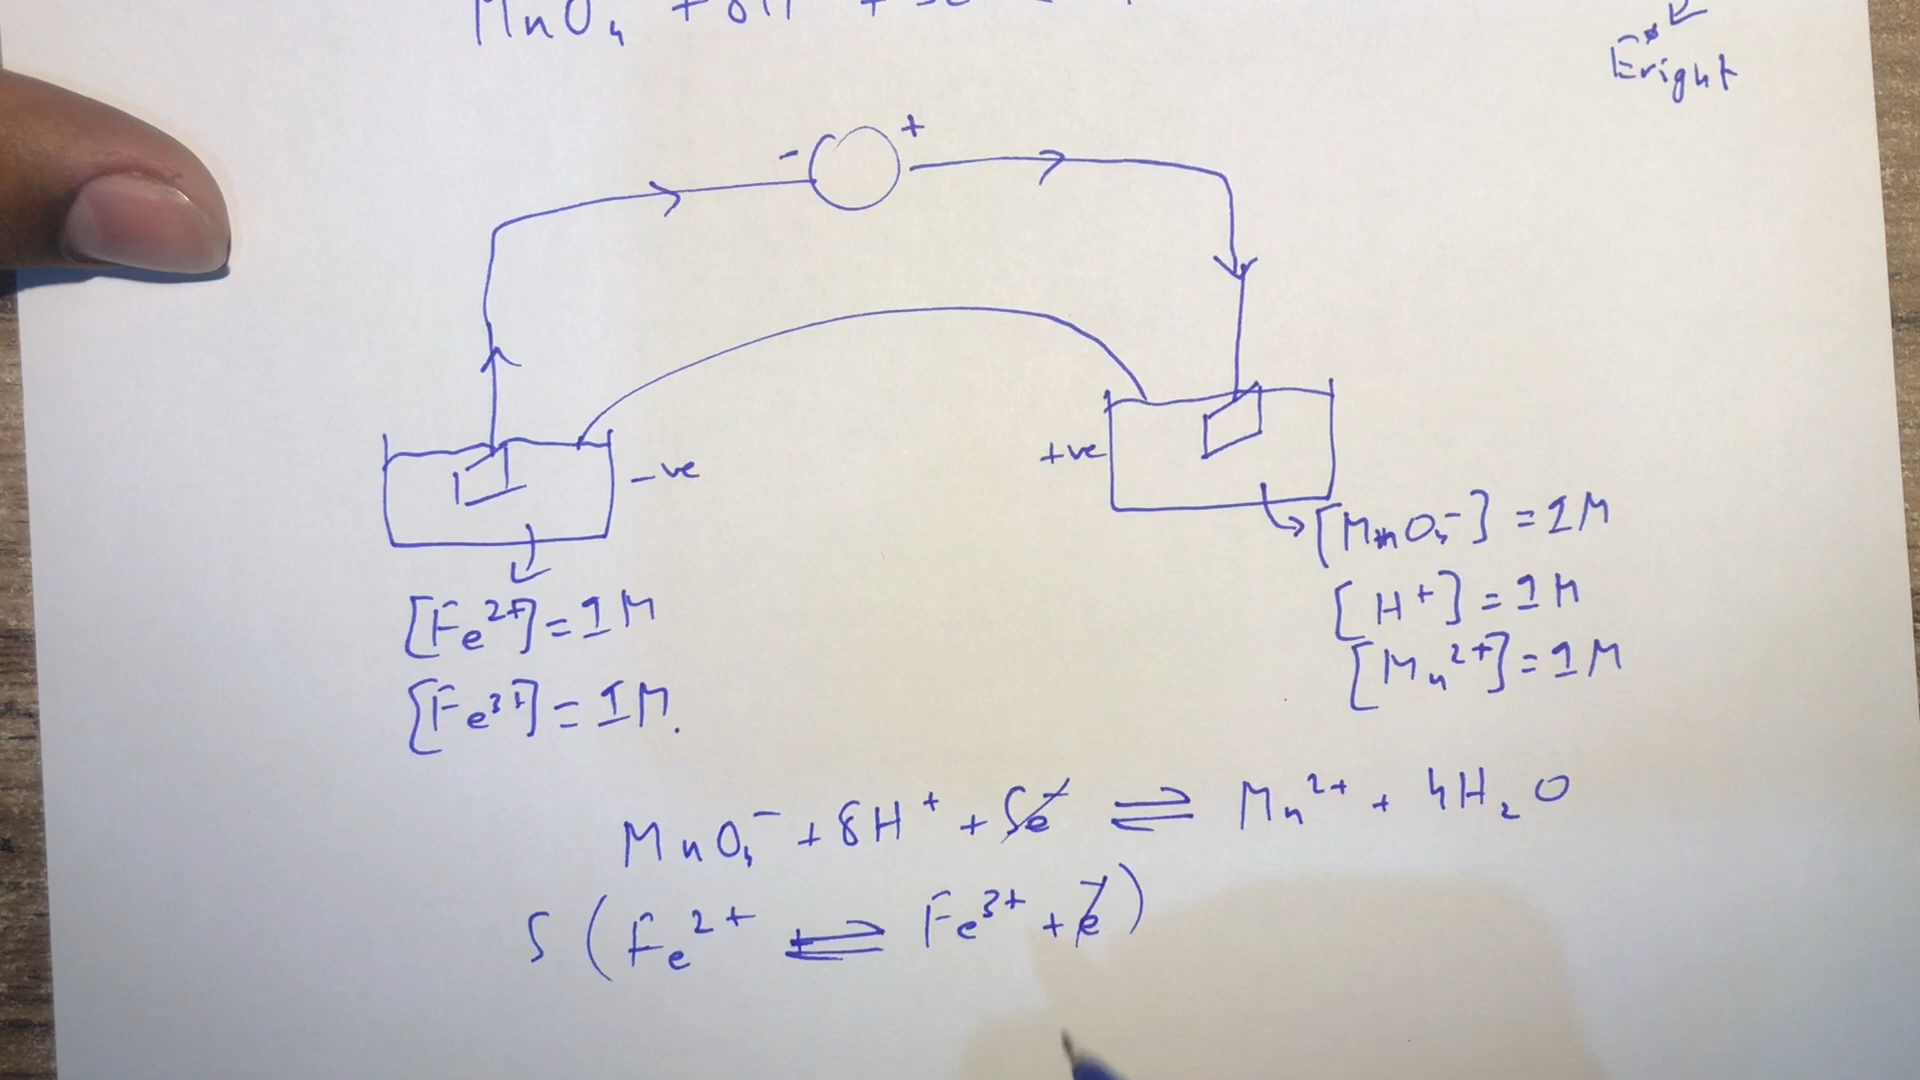 MnO₄
Eright
- +
-ve
+ve
[MnO₄⁻] = 1M
[H⁺] = 1M
[Mn²⁺] = 1M
[Fe²⁺] = 1M
[Fe³⁺] = 1M.
MnO₄⁻ + 8H⁺ + 5e ⇌ Mn²⁺ + 4H₂O
5 (Fe²⁺ ⇌ Fe³⁺ + e)